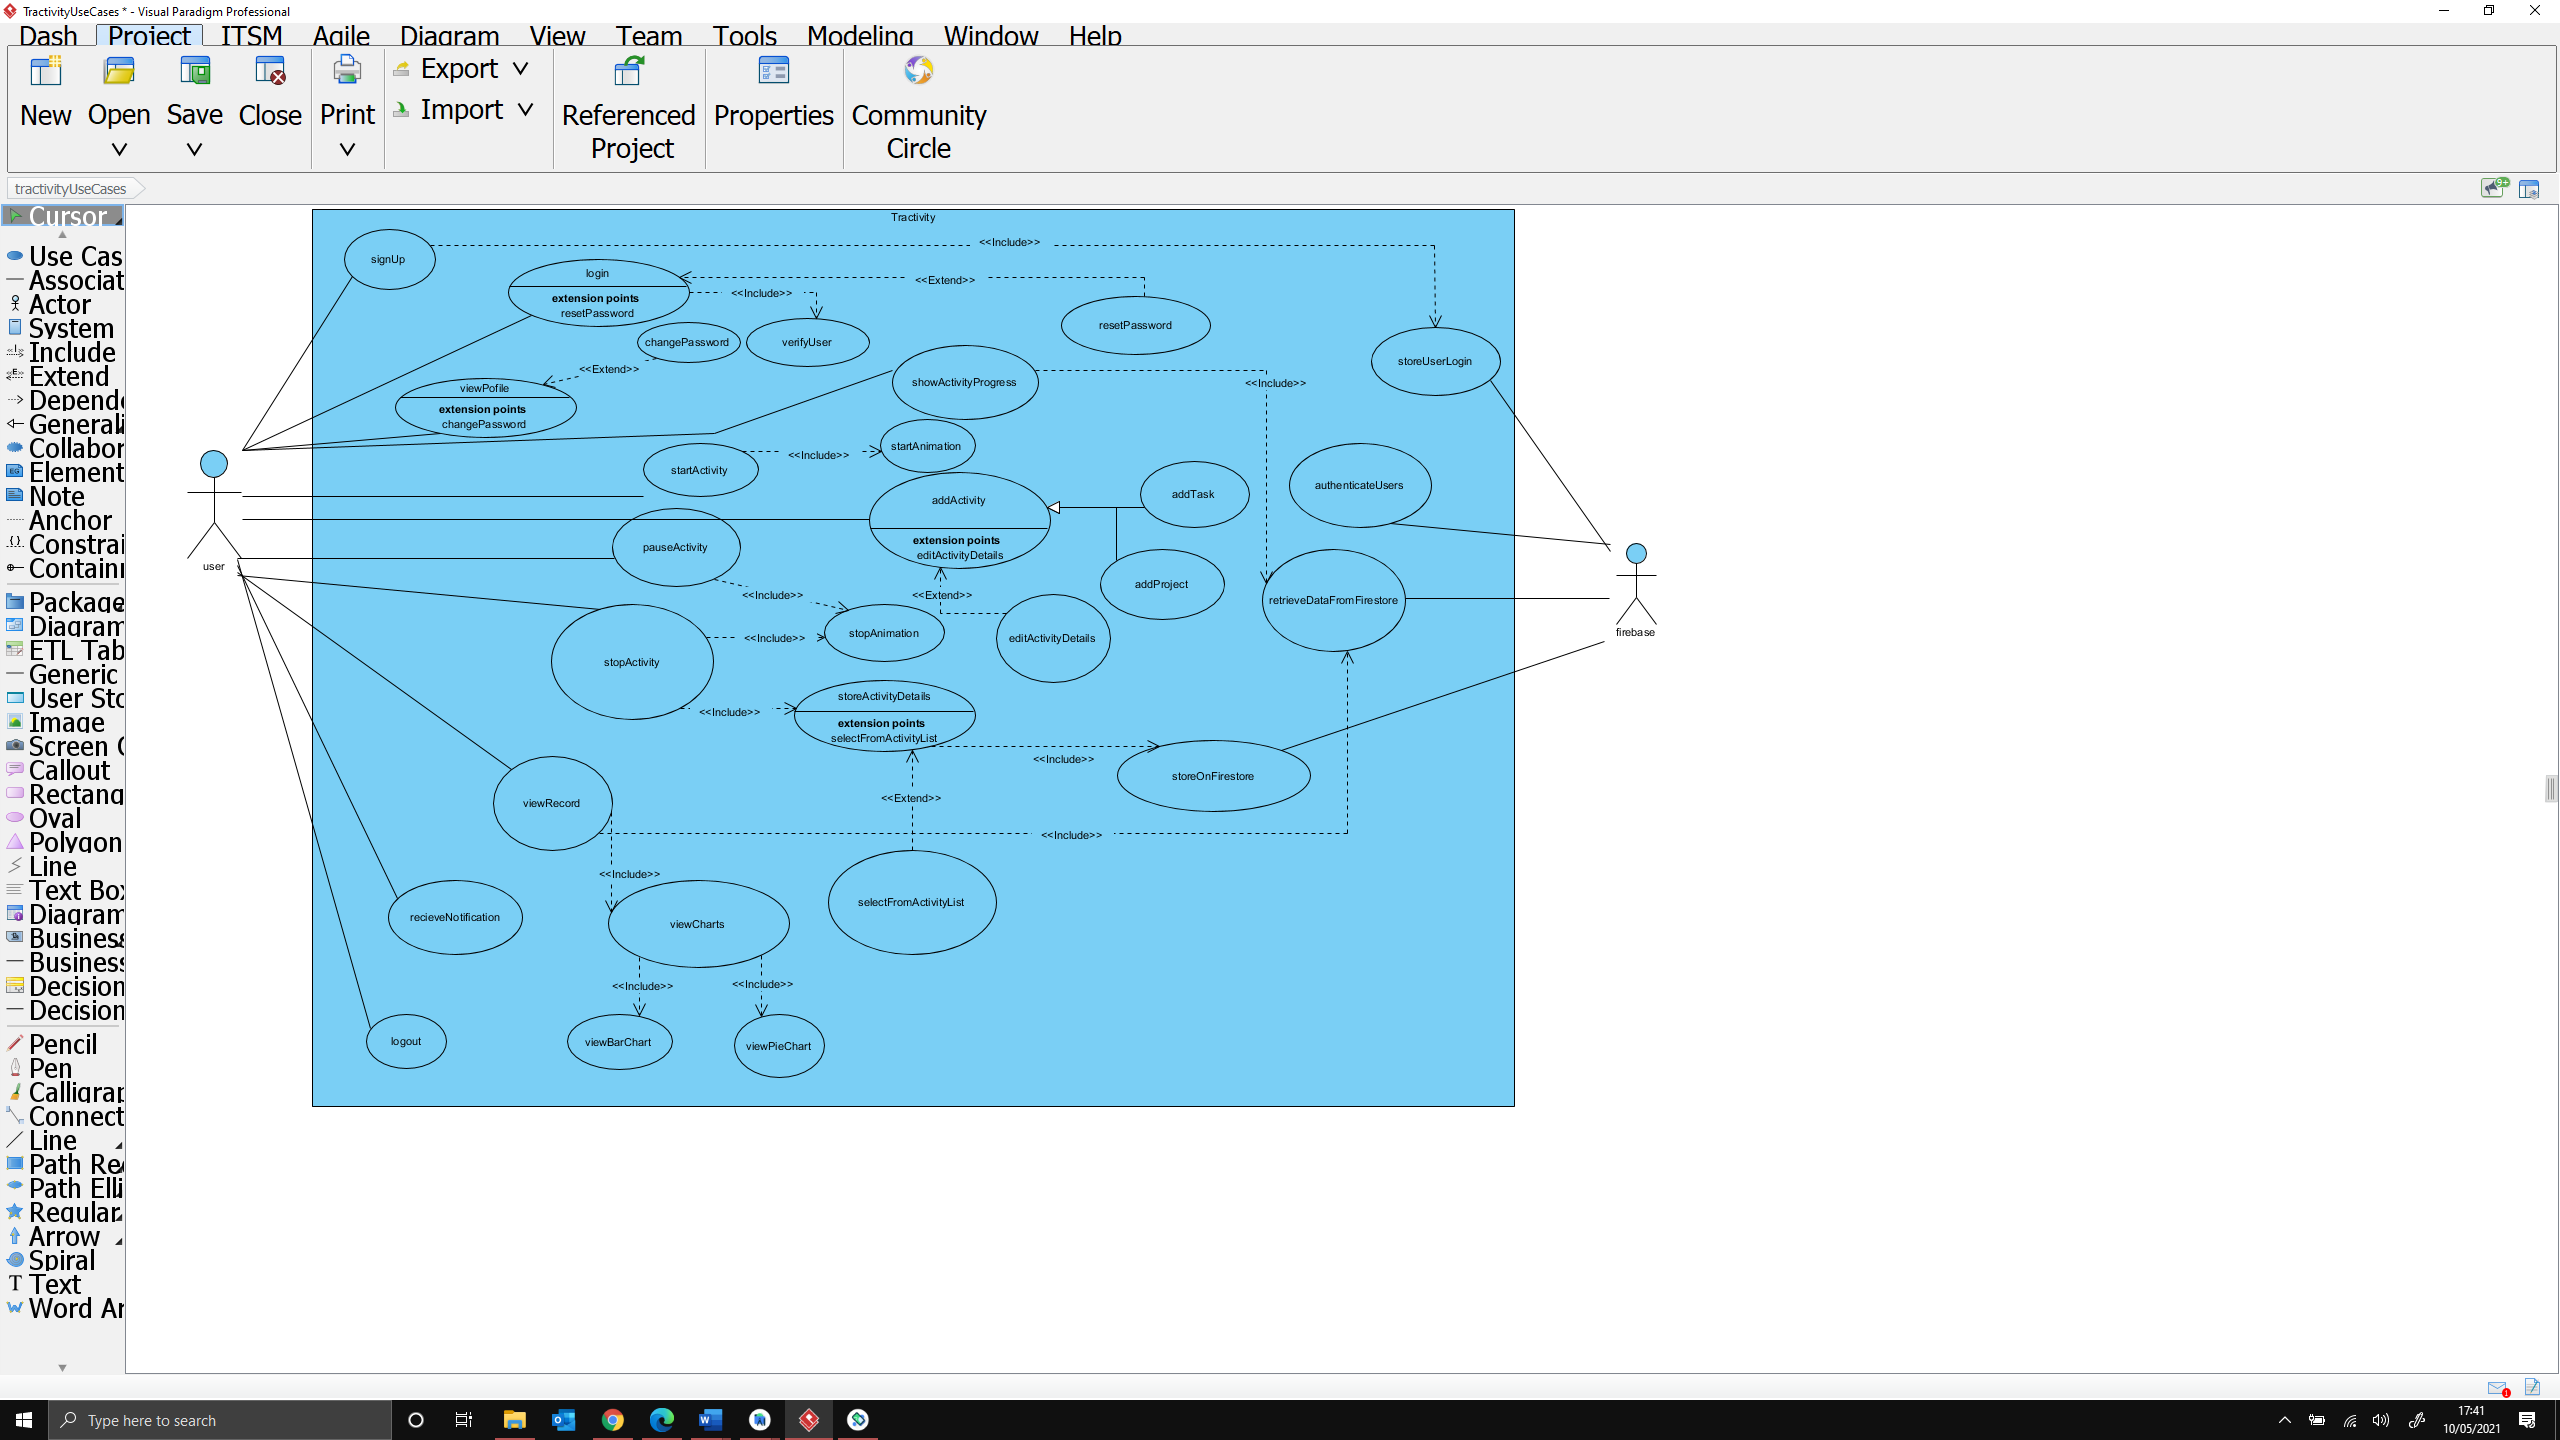 TractivityUseCases * - Visual Paradigm Professional
Dash Project ITSM Agile Diagram View Team Tools Modeling Window Help
New Open Save Close Print
Export
Import
Referenced Project
Properties
Community Circle
tractivityUseCases
Cursor
Use Cas
Associat
Actor
System
Include
Extend
Depend
Generali
Collabor
Element
Note
Anchor
Constrai
Containr
Package
Diagram
ETL Tab
Generic
User Sto
Image
Screen C
Callout
Rectang
Oval
Polygon
Line
Text Box
Diagram
Business
Business
Decision
Decision
Pencil
Pen
Calligrap
Connect
Line
Path Re
Path Elli
Regular
Arrow
Spiral
Text
Word Ar
Tractivity
signUp
<<Include>>
login
extension points
resetPassword
<<Extend>>
<<Include>>
resetPassword
changePassword
verifyUser
storeUserLogin
<<Extend>>
viewPofile
extension points
changePassword
showActivityProgress
<<Include>>
startActivity
<<Include>>
startAnimation
addActivity
extension points
editActivityDetails
addTask
authenticateUsers
pauseActivity
addProject
user
<<Include>>
<<Extend>>
retrieveDataFromFirestore
firebase
stopActivity
<<Include>>
stopAnimation
editActivityDetails
<<Include>>
storeActivityDetails
extension points
selectFromActivityList
<<Include>>
storeOnFirestore
viewRecord
<<Extend>>
<<Include>>
<<Include>>
recieveNotification
viewCharts
selectFromActivityList
<<Include>>
<<Include>>
logout
viewBarChart
viewPieChart
Type here to search
17:41
10/05/2021